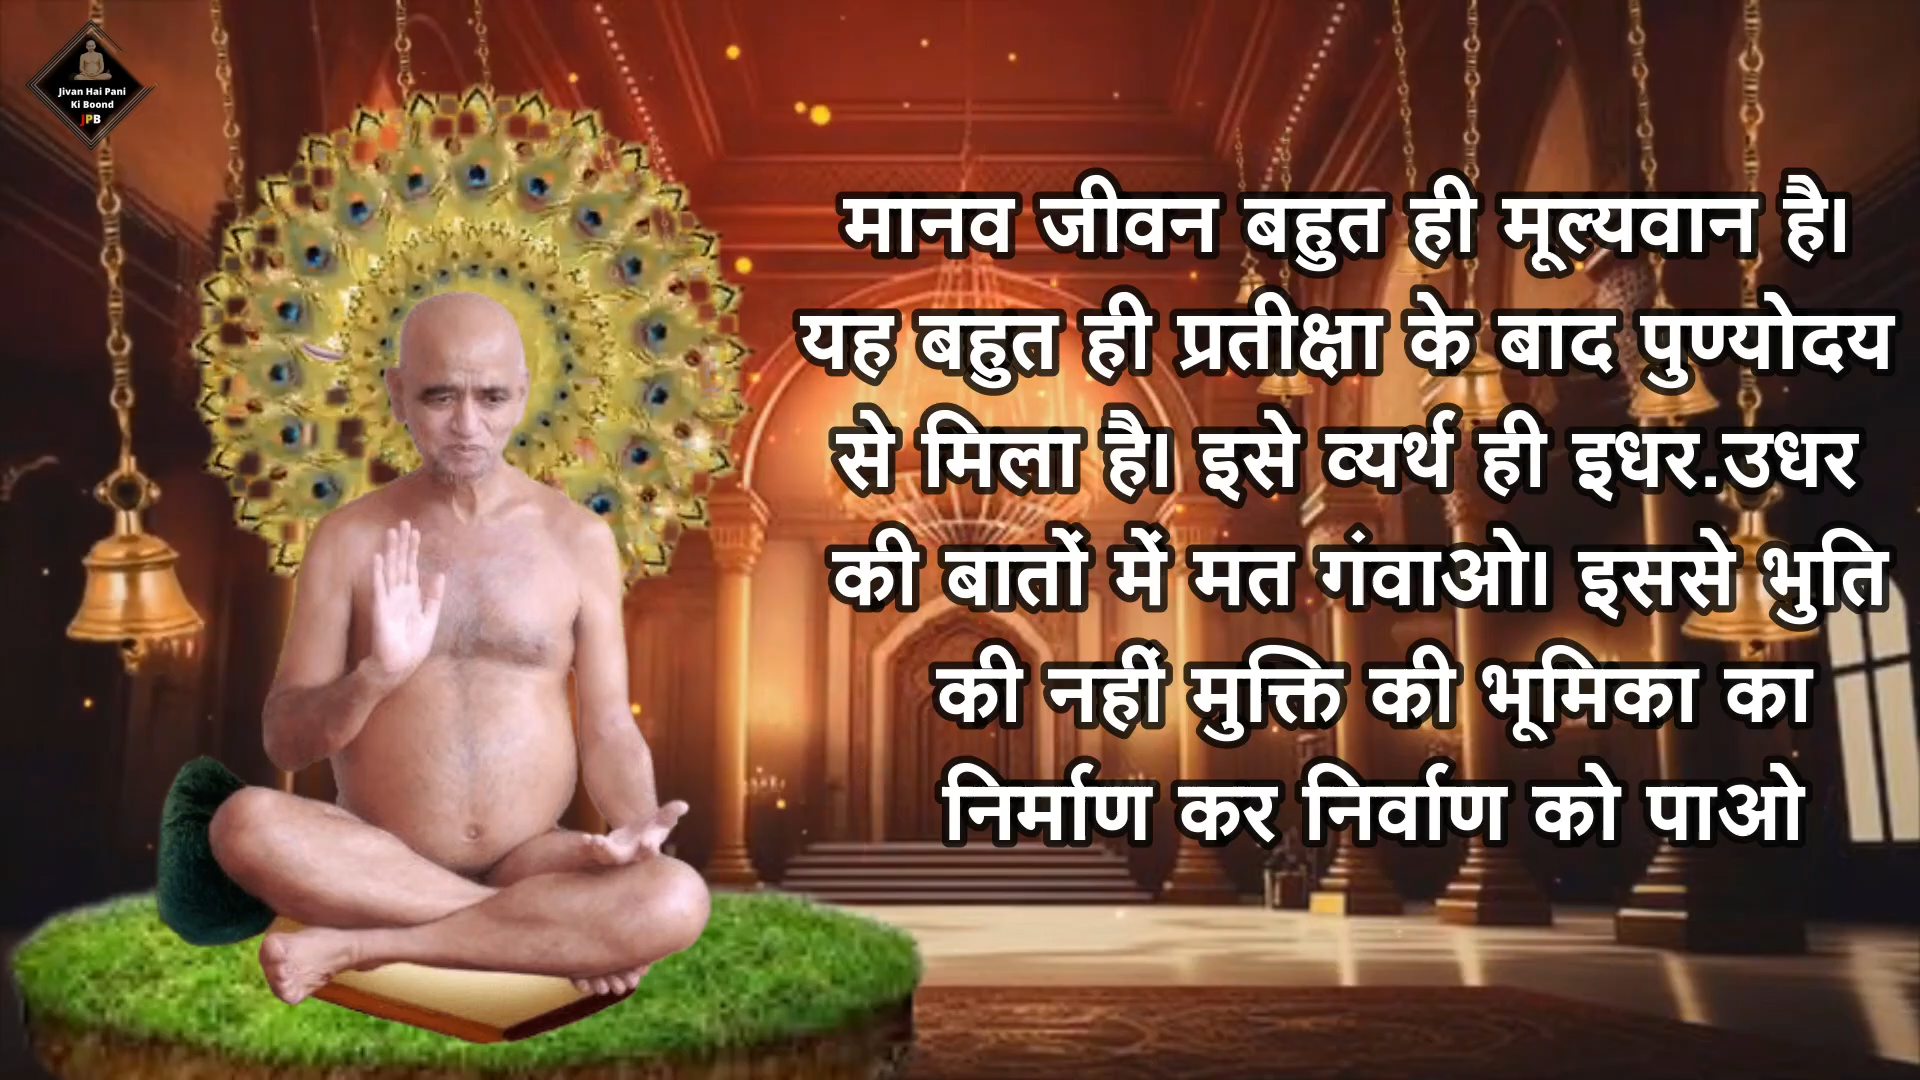 Jivan Hai Pani
Ki Boond
JPB
मानव जीवन बहुत ही मूल्यवान है।
यह बहुत ही प्रतीक्षा के बाद पुण्योदय
से मिला है। इसे व्यर्थ ही इधर.उधर
की बातों में मत गंवाओ। इससे भुति
की नहीं मुक्ति की भूमिका का
निर्माण कर निर्वाण को पाओ